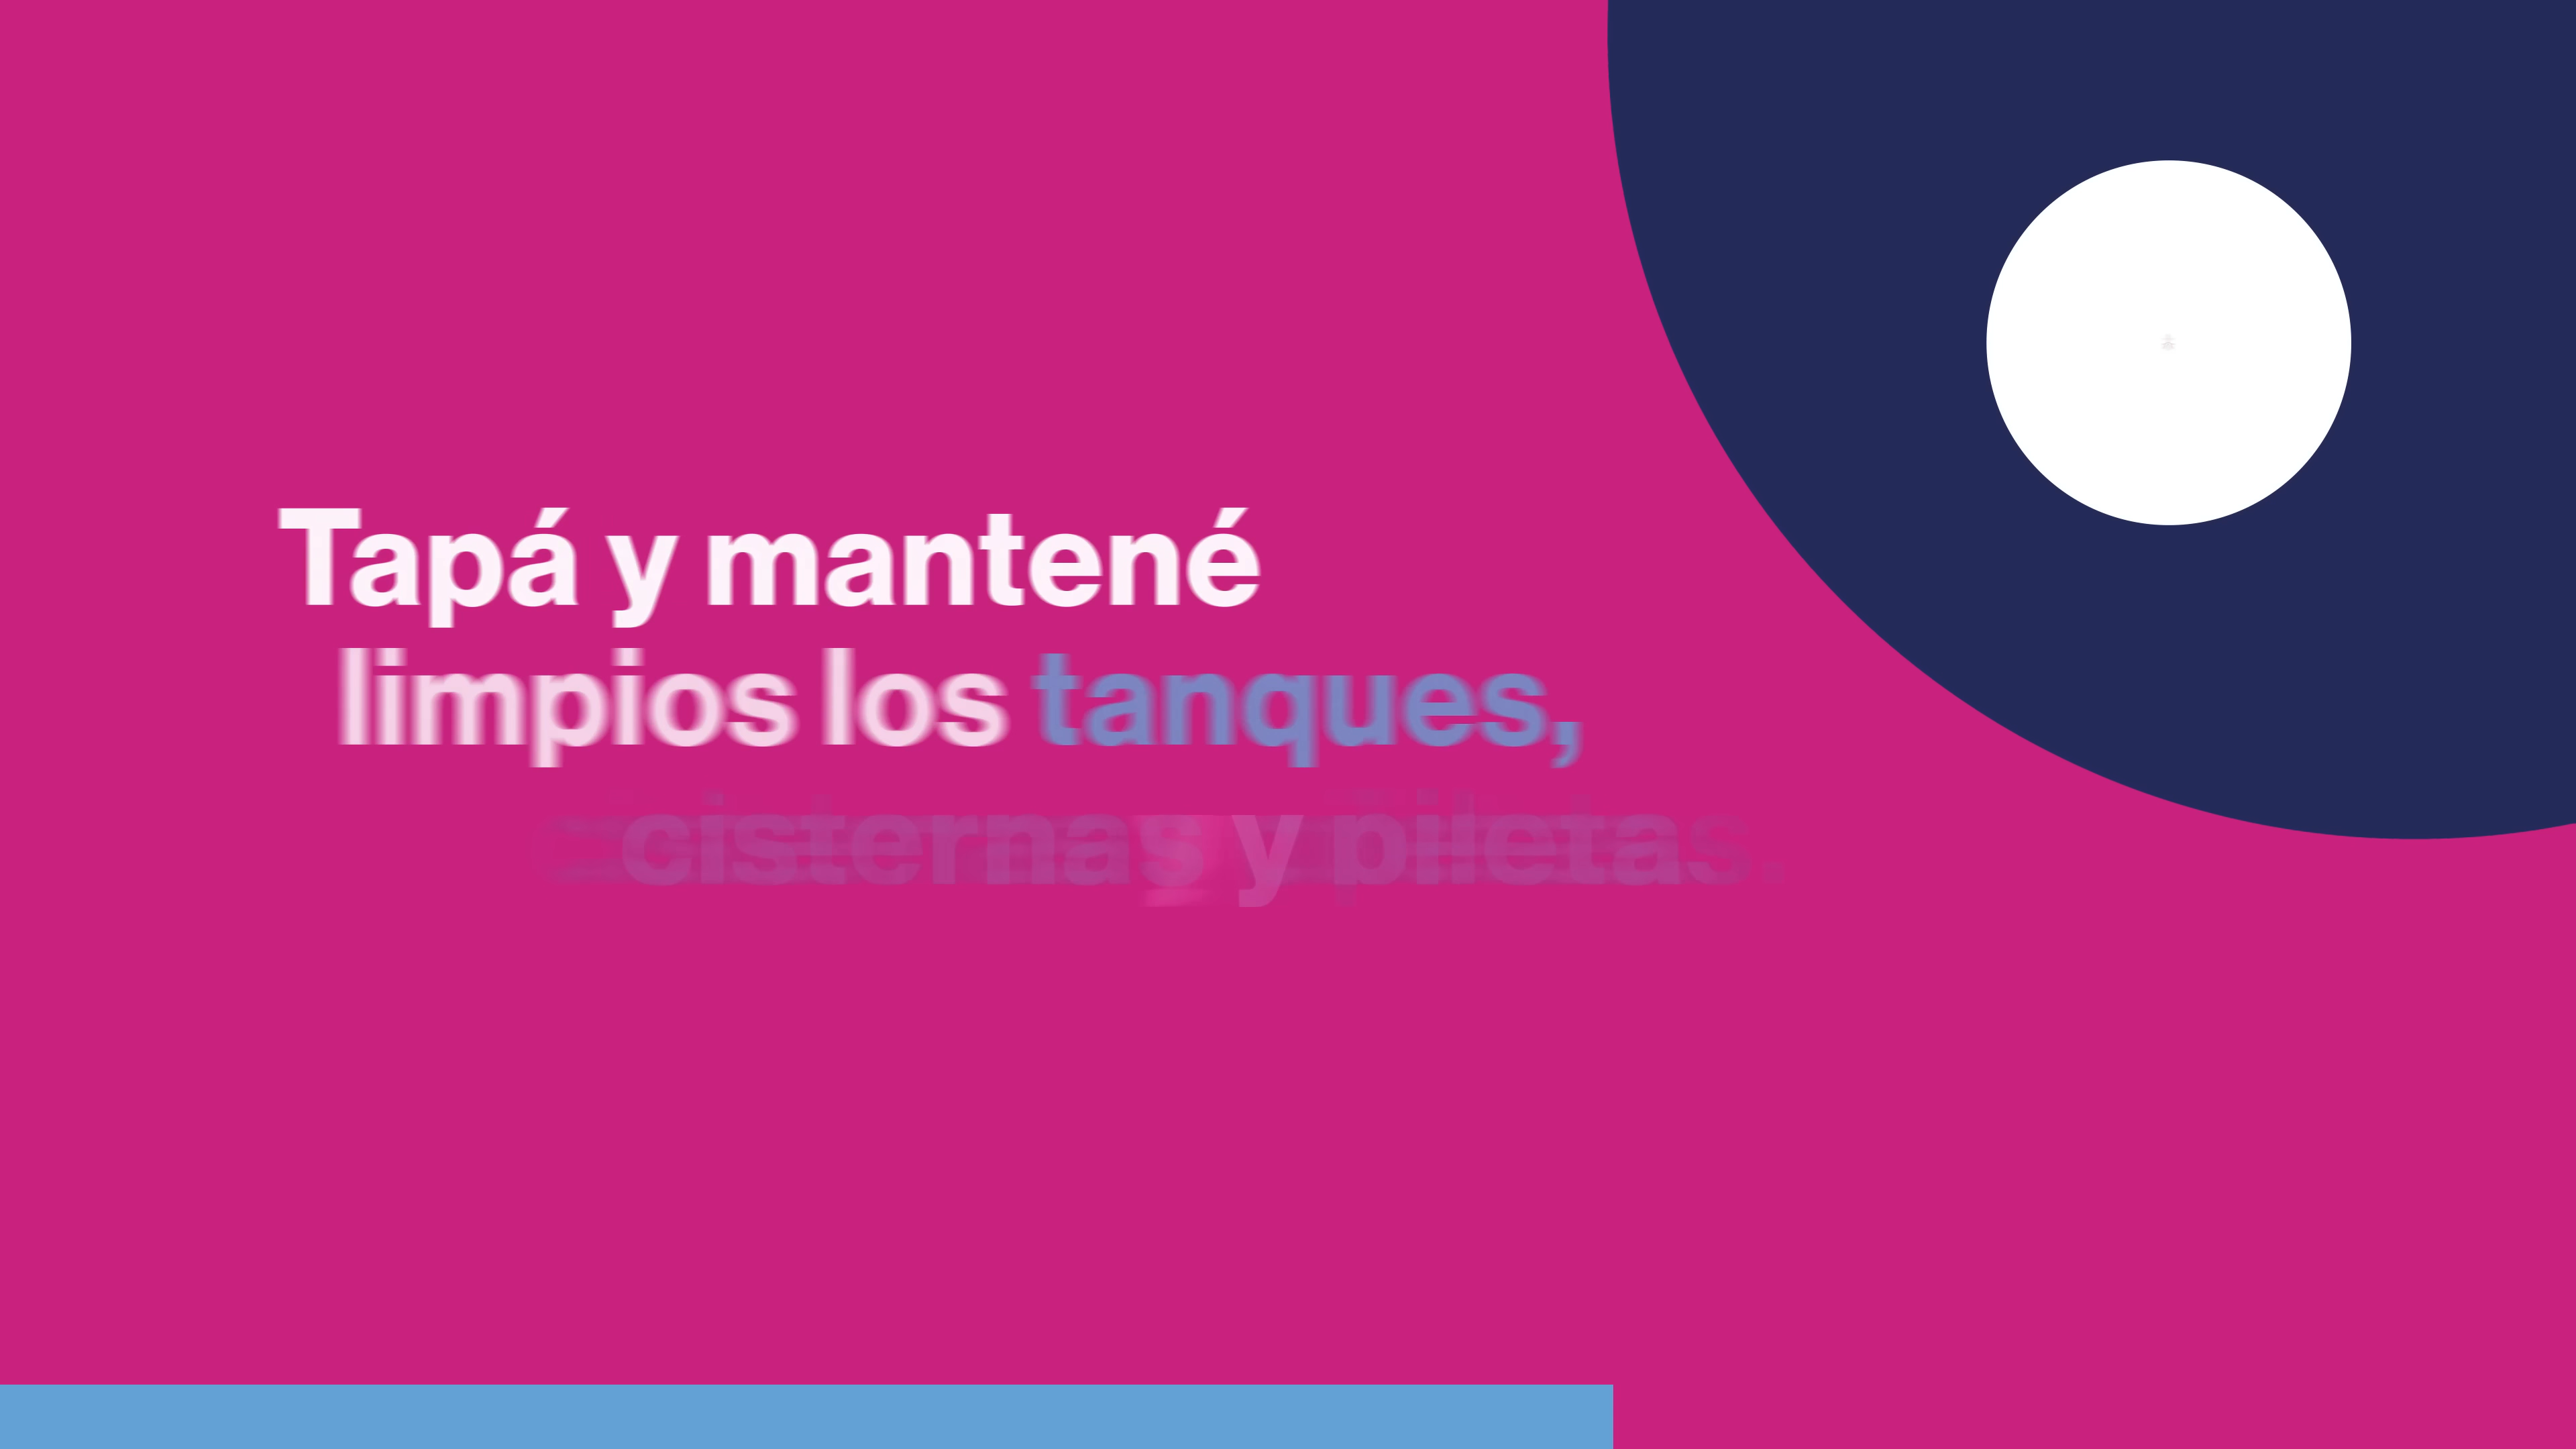 Tapá y mantené
limpios los tanques,
cisternas y piletas.